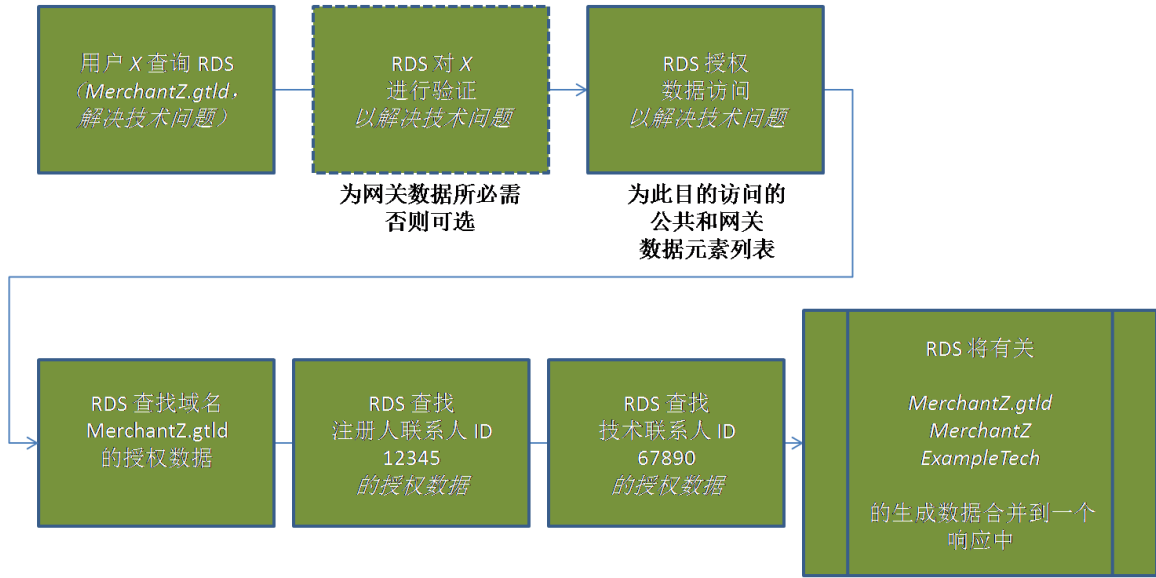 用户 X 查询 RDS
（MerchantZ.gtld，
解决技术问题）
RDS 对 X
进行验证
以解决技术问题
为网关数据所必需
否则可选
RDS 授权
数据访问
以解决技术问题
为此目的访问的
公共和网关
数据元素列表
RDS 查找域名
MerchantZ.gtld
的授权数据
RDS 查找
注册人联系人 ID
12345
的授权数据
RDS 查找
技术联系人 ID
67890
的授权数据
RDS 将有关
MerchantZ.gtld
MerchantZ
ExampleTech
的生成数据合并到一个
响应中